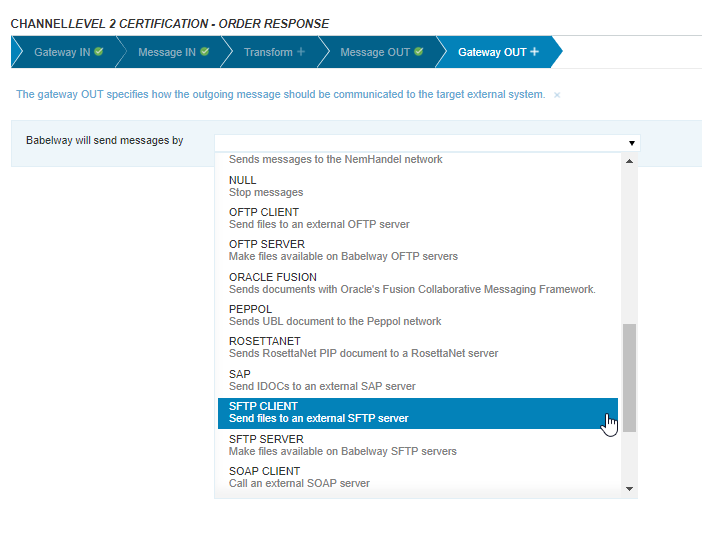 CHANNELLEVEL 2 CERTIFICATION - ORDER RESPONSE
Gateway IN Message IN Transform + Message OUT Gateway OUT +
The gateway OUT specifies how the outgoing message should be communicated to the target external system. ×
Babelway will send messages by
Sends messages to the NemHandel network
NULL
Stop messages
OFTP CLIENT
Send files to an external OFTP server
OFTP SERVER
Make files available on Babelway OFTP servers
ORACLE FUSION
Sends documents with Oracle's Fusion Collaborative Messaging Framework.
PEPPOL
Sends UBL document to the Peppol network
ROSETTANET
Sends RosettaNet PIP document to a RosettaNet server
SAP
Send IDOCs to an external SAP server
SFTP CLIENT
Send files to an external SFTP server
SFTP SERVER
Make files available on Babelway SFTP servers
SOAP CLIENT
Call an external SOAP server